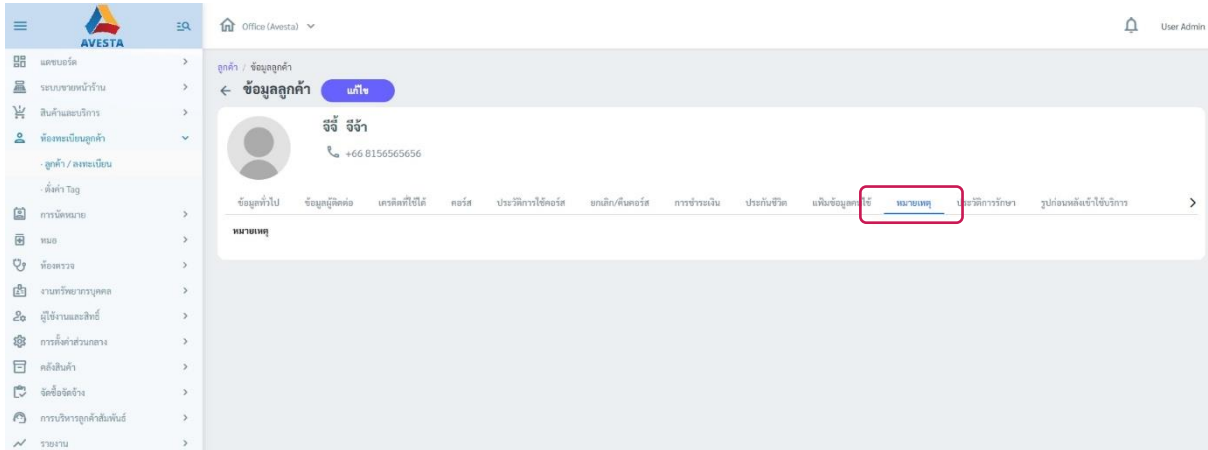 AVESTA
Office (Avesta)
User Admin
แดชบอร์ด
ระบบขายหน้าร้าน
สินค้าและบริการ
ห้องทะเบียนลูกค้า
- ลูกค้า / ลงทะเบียน
- ตั้งค่า Tag
การนัดหมาย
หมอ
ห้องตรวจ
งานทรัพยากรบุคคล
ผู้ใช้งานและสิทธิ์
การตั้งค่าส่วนกลาง
คลังสินค้า
จัดซื้อจัดจ้าง
การบริหารลูกค้าสัมพันธ์
รายงาน
ลูกค้า / ข้อมูลลูกค้า
ข้อมูลลูกค้า แก้ไข
จีจี้ จีจ้า
+66 8156565656
ข้อมูลทั่วไป ข้อมูลผู้ติดต่อ เครดิตที่ใช้ได้ คอร์ส ประวัติการใช้คอร์ส ยกเลิก/คืนคอร์ส การชำระเงิน ประกันชีวิต แฟ้มข้อมูลคนไข้ หมายเหตุ ประวัติการรักษา รูปก่อนหลังเข้าใช้บริการ
หมายเหตุ